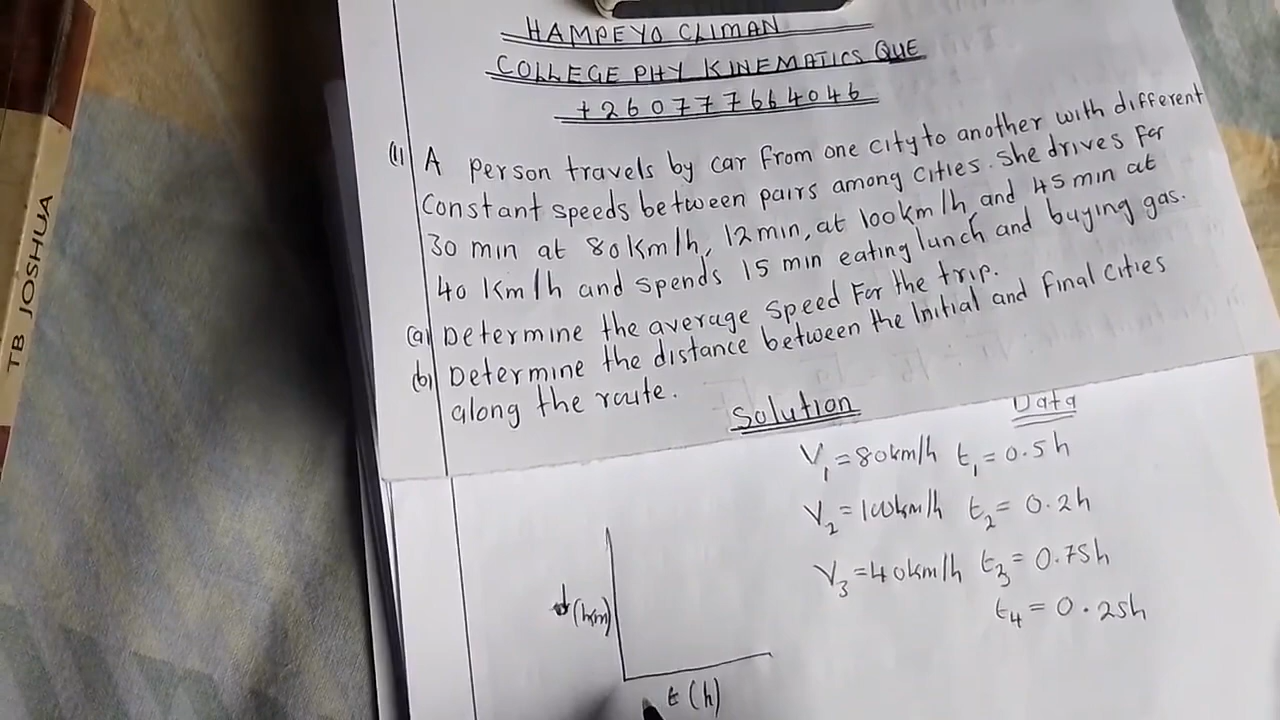 TB JOSHUA
HAMPEYO CLIMAN
COLLEGE PHY KINEMATICS QUE
+260777664046
(1) A person travels by car from one city to another with different
Constant speeds between pairs among cities. She drives for
30 min at 80 km/h, 12 min, at 100 km/h and 45 min at
40 km/h and spends 15 min eating lunch and buying gas.
(a) Determine the average speed for the trip.
(b) Determine the distance between the Initial and final cities
along the route.
Solution
Data
V1 = 80km/h t1 = 0.5h
V2 = 100km/h t2 = 0.2h
V3 = 40km/h t3 = 0.75h
t4 = 0.25h
d (km)
t (h)